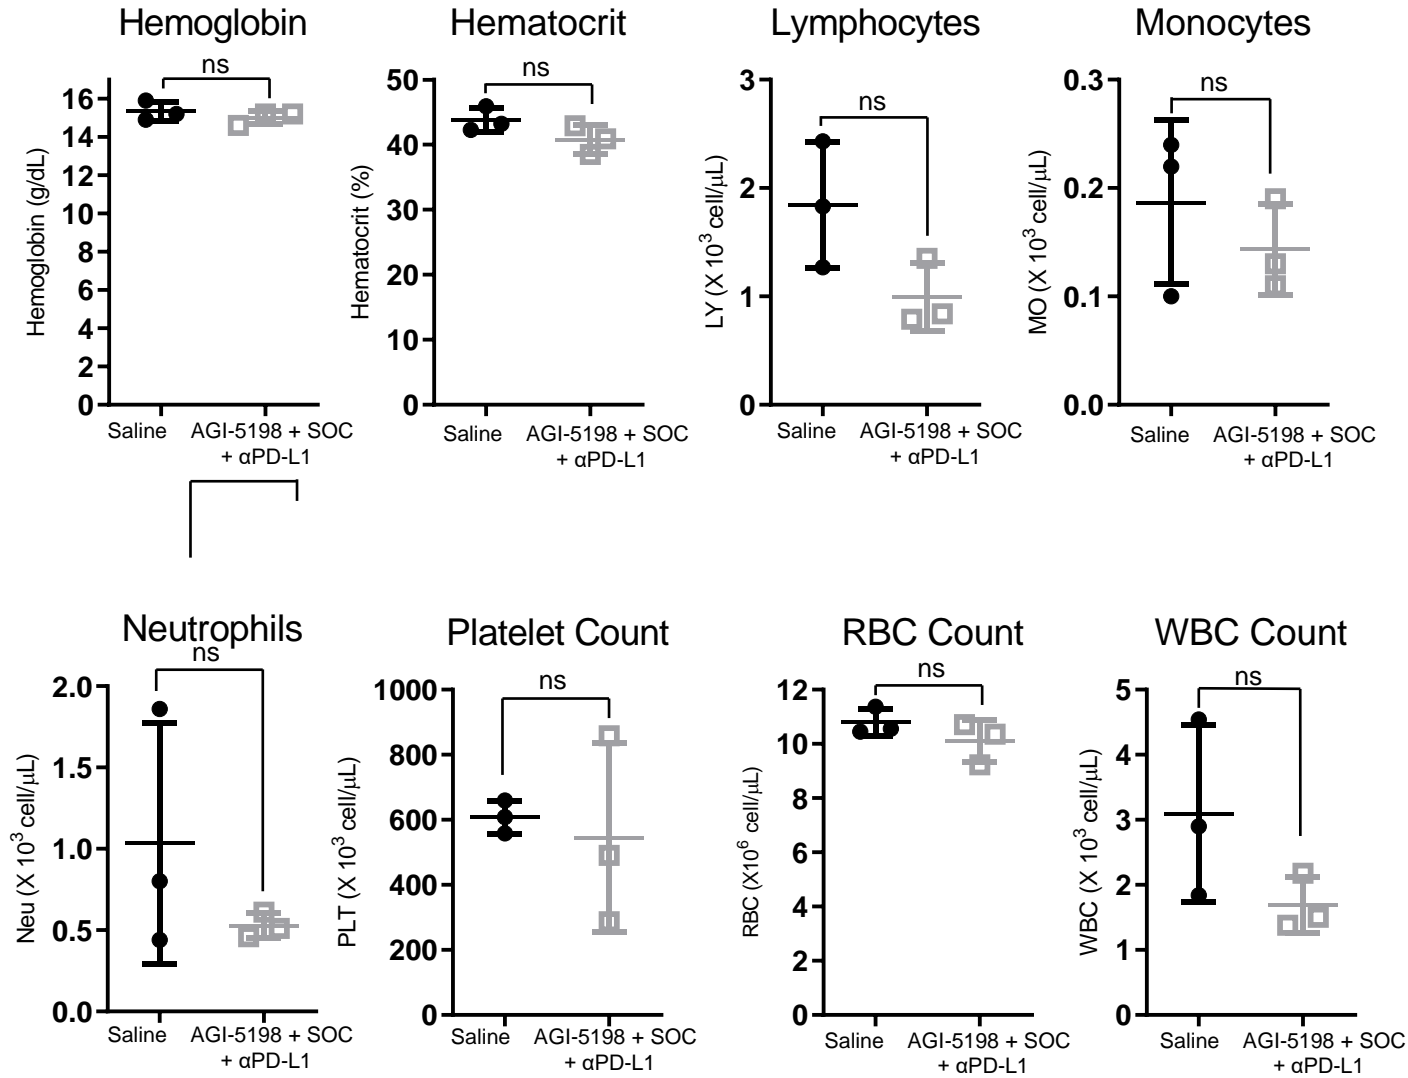 Hemoglobin
ns
16
14
12
10
8
6
4
2
0
Hemoglobin (g/dL)
Saline
AGI-5198 + SOC
+ αPD-L1
Hematocrit
ns
50
40
30
20
10
0
Hematocrit (%)
Saline
AGI-5198 + SOC
+ αPD-L1
Lymphocytes
ns
3
2
1
0
LY (X 10³ cell/µL)
Saline
AGI-5198 + SOC
+ αPD-L1
Monocytes
ns
0.3
0.2
0.1
0.0
MO (X 10³ cell/µL)
Saline
AGI-5198 + SOC
+ αPD-L1
Neutrophils
ns
2.0
1.5
1.0
0.5
0.0
Neu (X 10³ cell/µL)
Saline
AGI-5198 + SOC
+ αPD-L1
Platelet Count
ns
1000
800
600
400
200
0
PLT (X 10³ cell/µL)
Saline
AGI-5198 + SOC
+ αPD-L1
RBC Count
ns
12
10
8
6
4
2
0
RBC (X10⁶ cell/µL)
Saline
AGI-5198 + SOC
+ αPD-L1
WBC Count
ns
5
4
3
2
1
0
WBC (X 10³ cell/µL)
Saline
AGI-5198 + SOC
+ αPD-L1